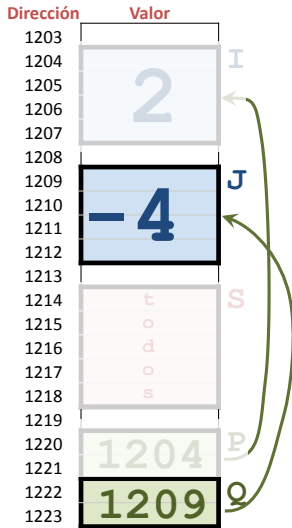 Dirección Valor
1203
1204 I
1205
1206 2
1207
1208
1209 J
1210
1211 -4
1212
1213
1214 t S
1215 o
1216 d
1217 o
1218 s
1219
1220 1204 P
1221
1222 1209 Q
1223